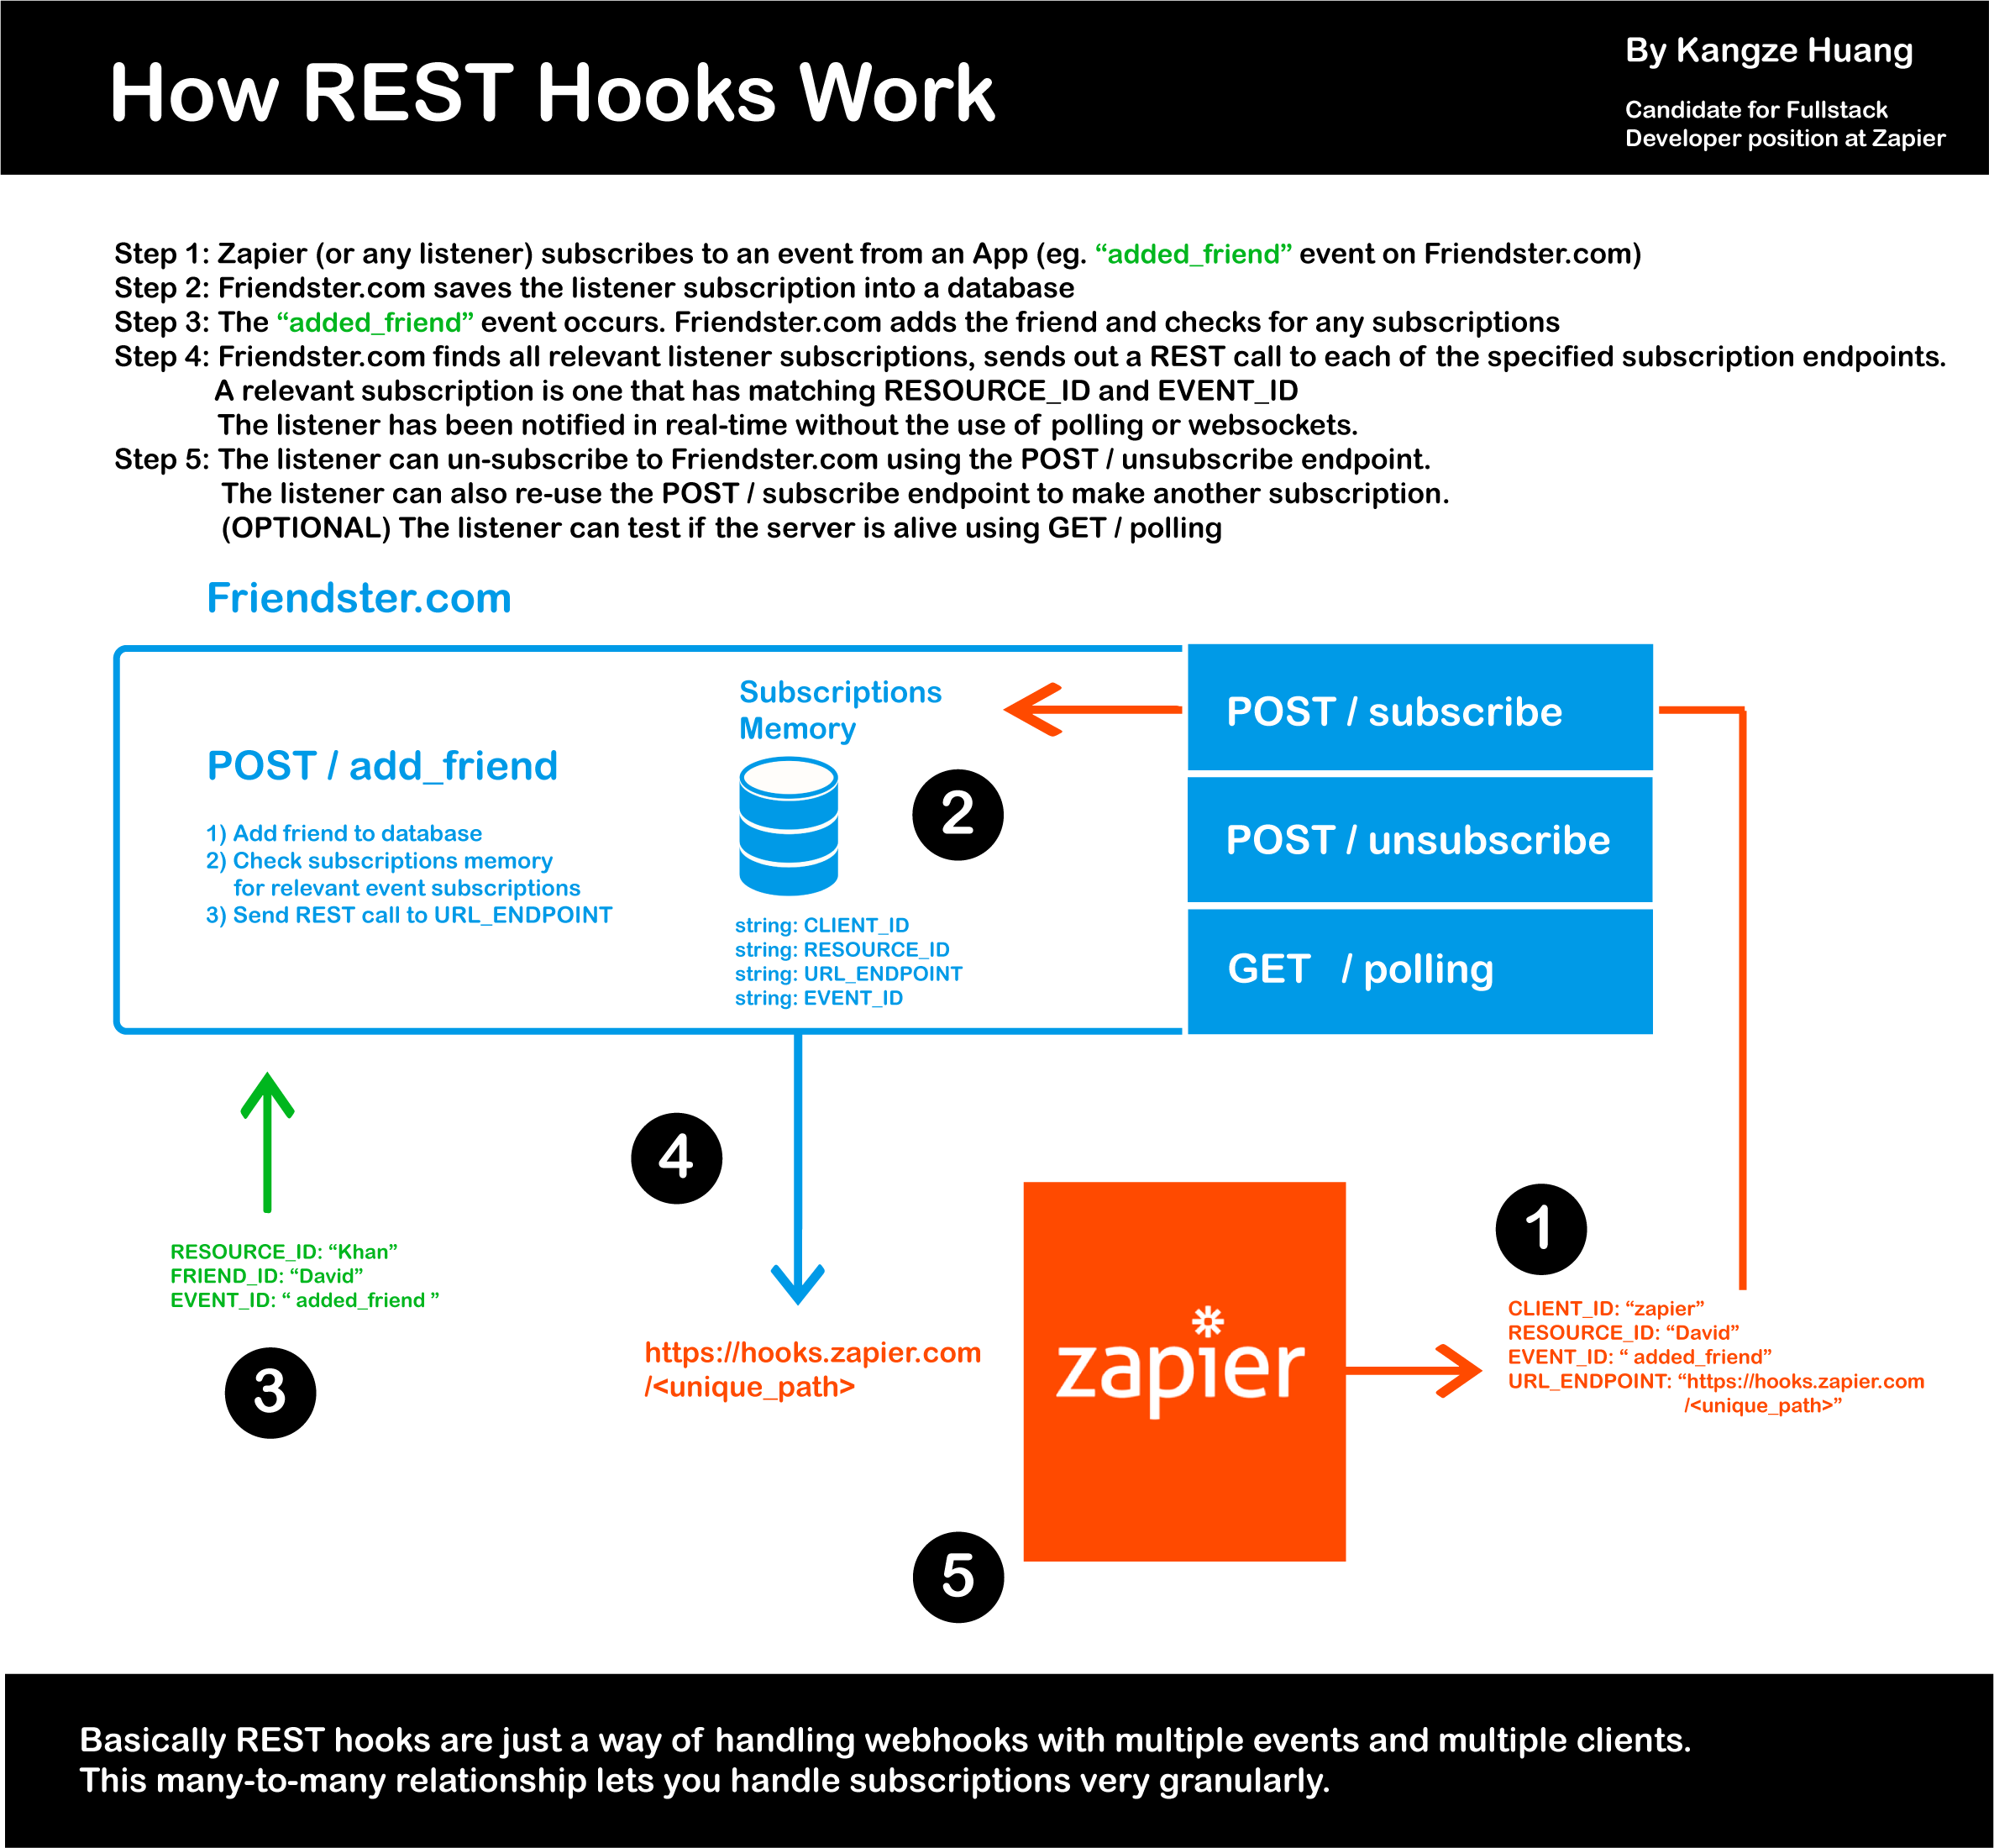 How REST Hooks Work
By Kangze Huang
Candidate for Fullstack
Developer position at Zapier
Step 1: Zapier (or any listener) subscribes to an event from an App (eg. “added_friend” event on Friendster.com)
Step 2: Friendster.com saves the listener subscription into a database
Step 3: The “added_friend” event occurs. Friendster.com adds the friend and checks for any subscriptions
Step 4: Friendster.com finds all relevant listener subscriptions, sends out a REST call to each of the specified subscription endpoints.
A relevant subscription is one that has matching RESOURCE_ID and EVENT_ID
The listener has been notified in real-time without the use of polling or websockets.
Step 5: The listener can un-subscribe to Friendster.com using the POST / unsubscribe endpoint.
The listener can also re-use the POST / subscribe endpoint to make another subscription.
(OPTIONAL) The listener can test if the server is alive using GET / polling
Friendster.com
POST / add_friend
1) Add friend to database
2) Check subscriptions memory
for relevant event subscriptions
3) Send REST call to URL_ENDPOINT
Subscriptions
Memory
2
string: CLIENT_ID
string: RESOURCE_ID
string: URL_ENDPOINT
string: EVENT_ID
POST / subscribe
POST / unsubscribe
GET / polling
4
1
RESOURCE_ID: “Khan”
FRIEND_ID: “David”
EVENT_ID: “ added_friend ”
3
https://hooks.zapier.com
/<unique_path>
zapier
CLIENT_ID: “zapier”
RESOURCE_ID: “David”
EVENT_ID: “ added_friend”
URL_ENDPOINT: “https://hooks.zapier.com
/<unique_path>”
5
Basically REST hooks are just a way of handling webhooks with multiple events and multiple clients.
This many-to-many relationship lets you handle subscriptions very granularly.